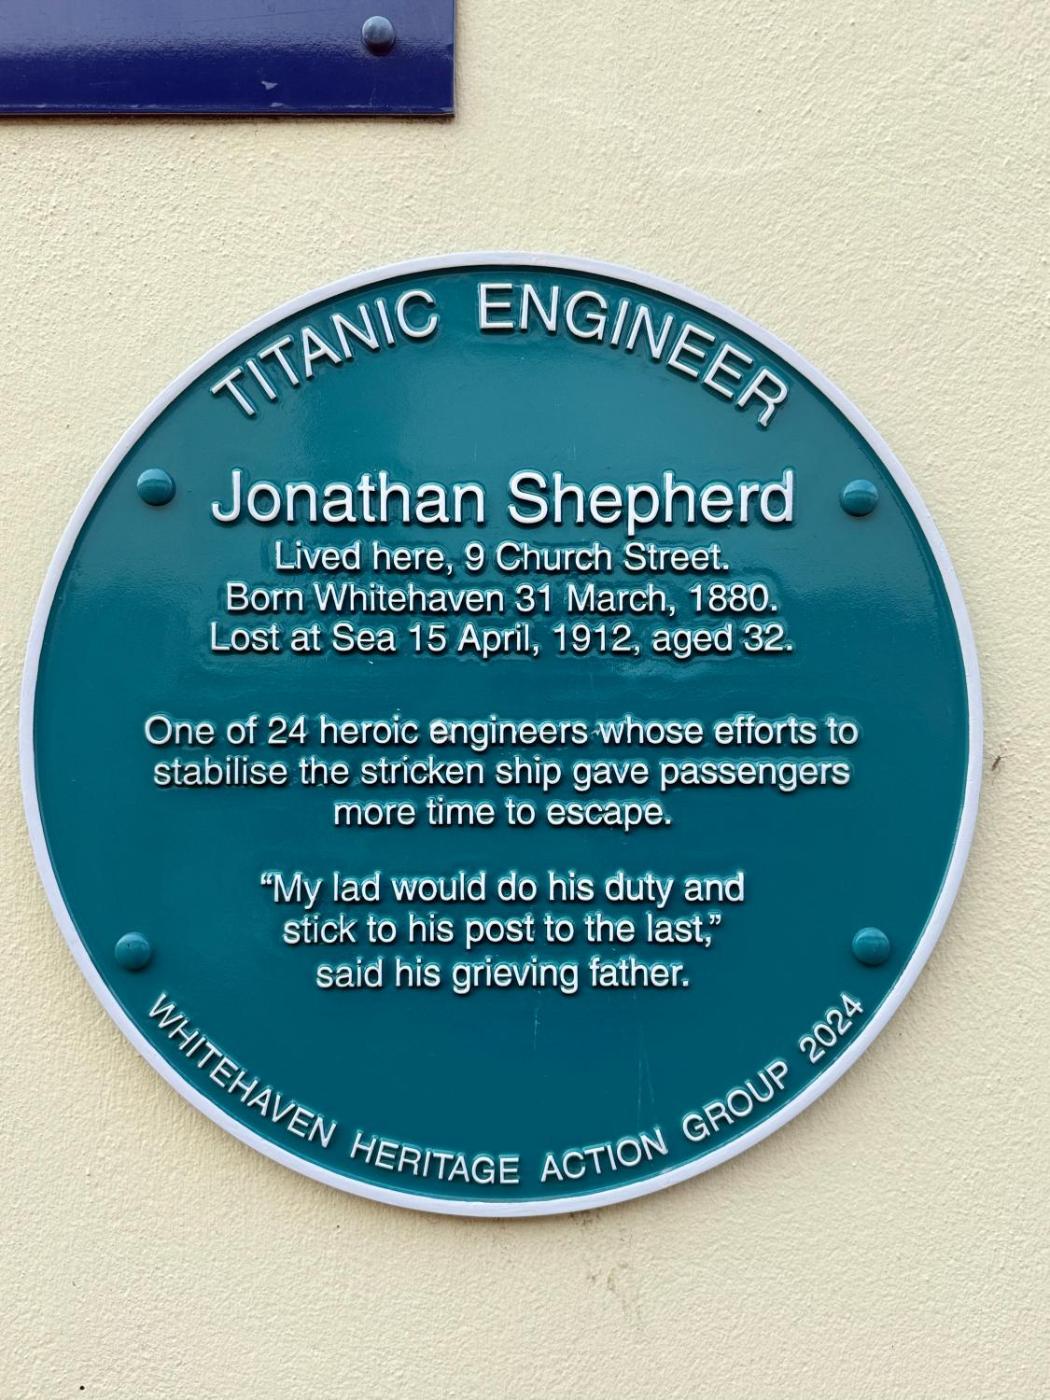 TITANIC ENGINEER
Jonathan Shepherd
Lived here, 9 Church Street.
Born Whitehaven 31 March, 1880.
Lost at Sea 15 April, 1912, aged 32.
One of 24 heroic engineers whose efforts to
stabilise the stricken ship gave passengers
more time to escape.
“My lad would do his duty and
stick to his post to the last,”
said his grieving father.
WHITEHAVEN HERITAGE ACTION GROUP 2024